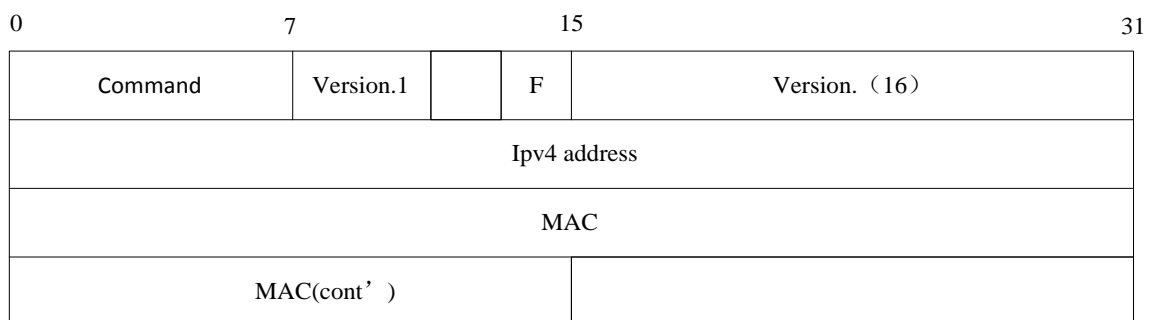 0 7 15 31
Command Version.1 F Version.（16）
Ipv4 address
MAC
MAC(cont’)